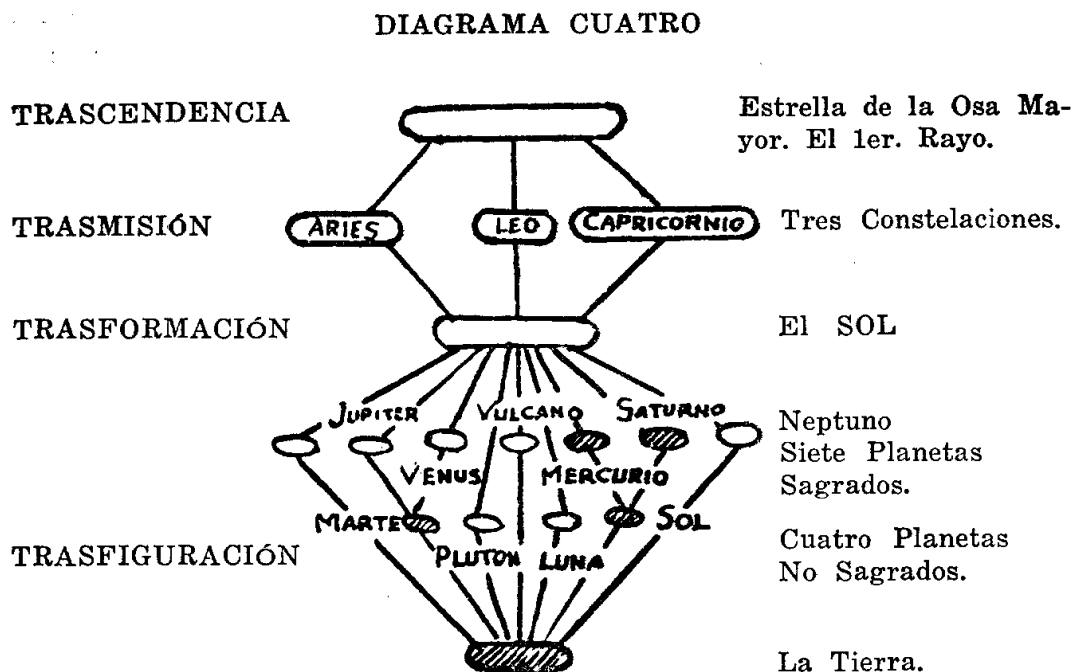 DIAGRAMA CUATRO
TRASCENDENCIA
Estrella de la Osa Ma-
yor. El 1er. Rayo.
TRASMISIÓN
ARIES
LEO
CAPRICORNIO
Tres Constelaciones.
TRASFORMACIÓN
El SOL
JUPITER
VULCANO
SATURNO
Neptuno
Siete Planetas
Sagrados.
VENUS
MERCURIO
MARTE
SOL
Cuatro Planetas
No Sagrados.
TRASFIGURACIÓN
PLUTON
LUNA
La Tierra.